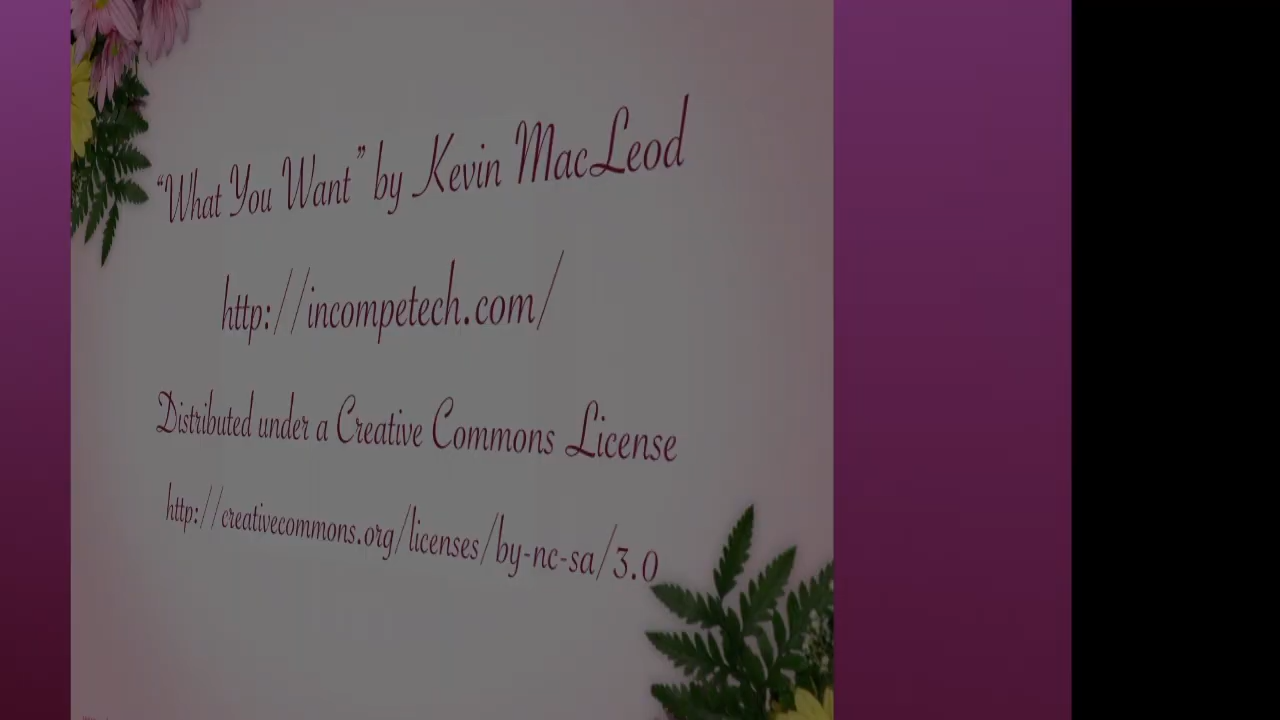 “What You Want” by Kevin MacLeod
http://incompetech.com/
Distributed under a Creative Commons License
http://creativecommons.org/licenses/by-nc-sa/3.0